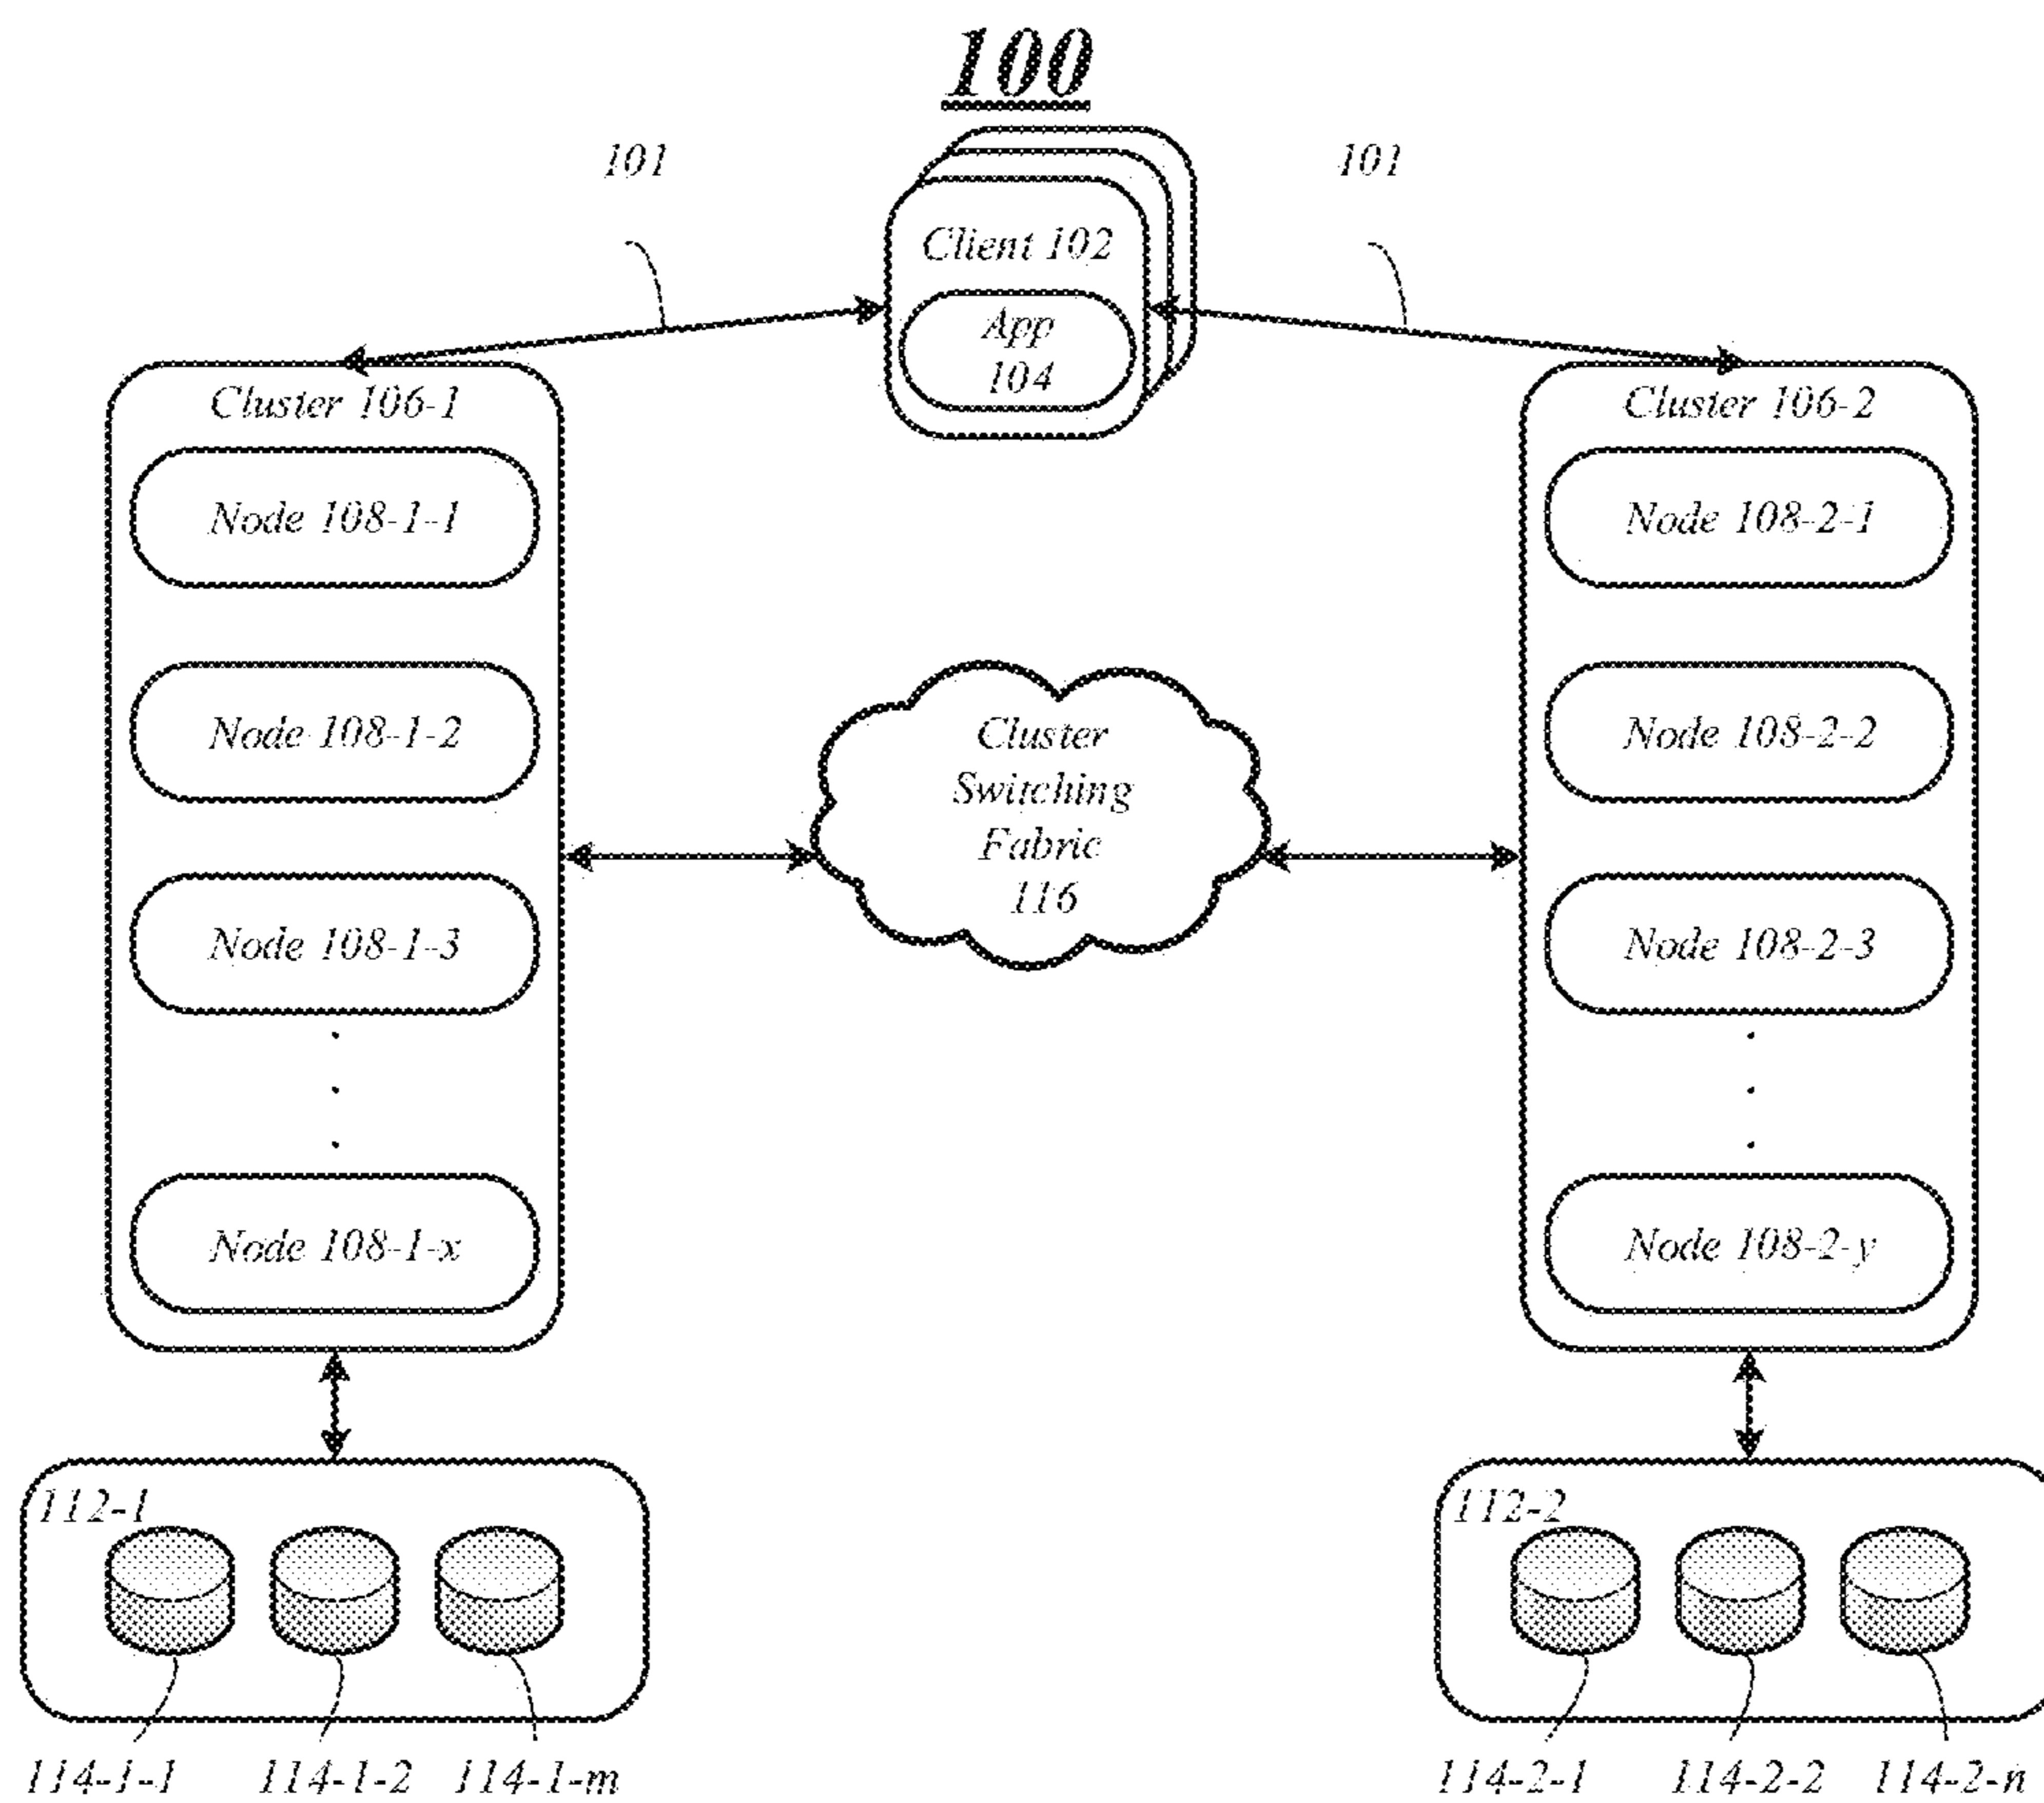 100
101
101
Client 102
App
104
Cluster 106-1
Node 108-1-1
Node 108-1-2
Node 108-1-3
Node 108-1-x
Cluster
Switching
Fabric
116
Cluster 106-2
Node 108-2-1
Node 108-2-2
Node 108-2-3
Node 108-2-y
112-1
114-1-1
114-1-2
114-1-m
112-2
114-2-1
114-2-2
114-2-n